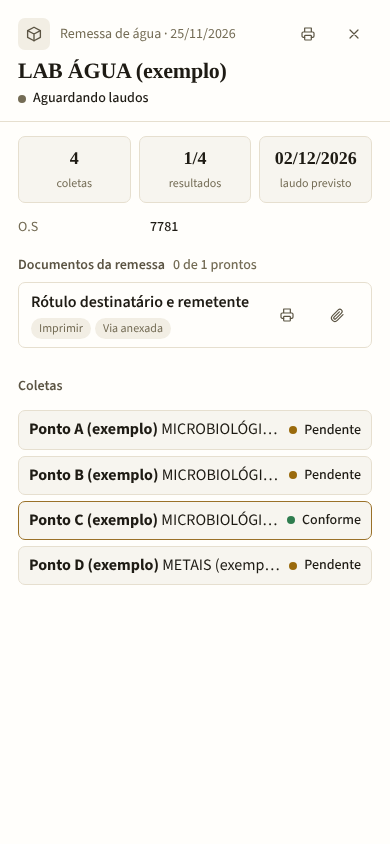 Remessa de água · 25/11/2026
LAB ÁGUA (exemplo)
Aguardando laudos
4
coletas
1/4
resultados
02/12/2026
laudo previsto
O.S 7781
Documentos da remessa 0 de 1 prontos
Rótulo destinatário e remetente
Imprimir Via anexada
Coletas
Ponto A (exemplo) MICROBIOLÓGI... Pendente
Ponto B (exemplo) MICROBIOLÓGI... Pendente
Ponto C (exemplo) MICROBIOLÓGI... Conforme
Ponto D (exemplo) METAIS (exemp... Pendente